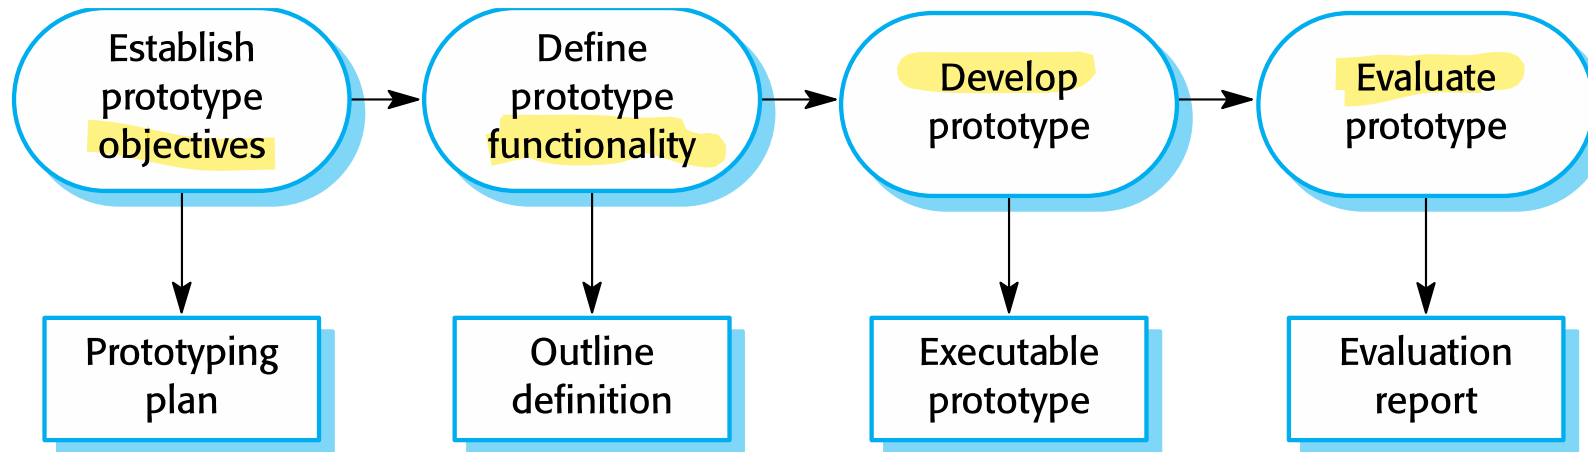 Establish
prototype
objectives
Define
prototype
functionality
Develop
prototype
Evaluate
prototype
Prototyping
plan
Outline
definition
Executable
prototype
Evaluation
report